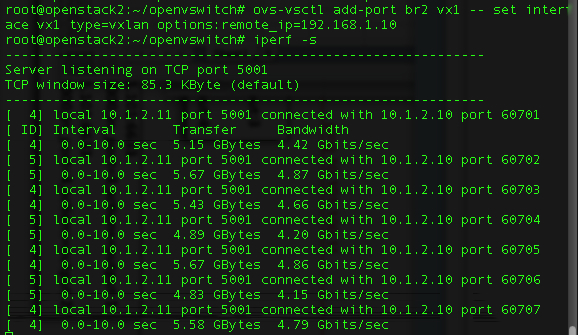 root@openstack2:~/openvswitch# ovs-vsctl add-port br2 vx1 -- set interf
ace vx1 type=vxlan options:remote_ip=192.168.1.10
root@openstack2:~/openvswitch# iperf -s
------------------------------------------------------------
Server listening on TCP port 5001
TCP window size: 85.3 KByte (default)
------------------------------------------------------------
[  4] local 10.1.2.11 port 5001 connected with 10.1.2.10 port 60701
[ ID] Interval       Transfer     Bandwidth
[  4]  0.0-10.0 sec  5.15 GBytes  4.42 Gbits/sec
[  5] local 10.1.2.11 port 5001 connected with 10.1.2.10 port 60702
[  5]  0.0-10.0 sec  5.67 GBytes  4.87 Gbits/sec
[  4] local 10.1.2.11 port 5001 connected with 10.1.2.10 port 60703
[  4]  0.0-10.0 sec  5.43 GBytes  4.66 Gbits/sec
[  5] local 10.1.2.11 port 5001 connected with 10.1.2.10 port 60704
[  5]  0.0-10.0 sec  4.89 GBytes  4.20 Gbits/sec
[  4] local 10.1.2.11 port 5001 connected with 10.1.2.10 port 60705
[  4]  0.0-10.0 sec  5.67 GBytes  4.86 Gbits/sec
[  5] local 10.1.2.11 port 5001 connected with 10.1.2.10 port 60706
[  5]  0.0-10.0 sec  4.83 GBytes  4.15 Gbits/sec
[  4] local 10.1.2.11 port 5001 connected with 10.1.2.10 port 60707
[  4]  0.0-10.0 sec  5.58 GBytes  4.79 Gbits/sec